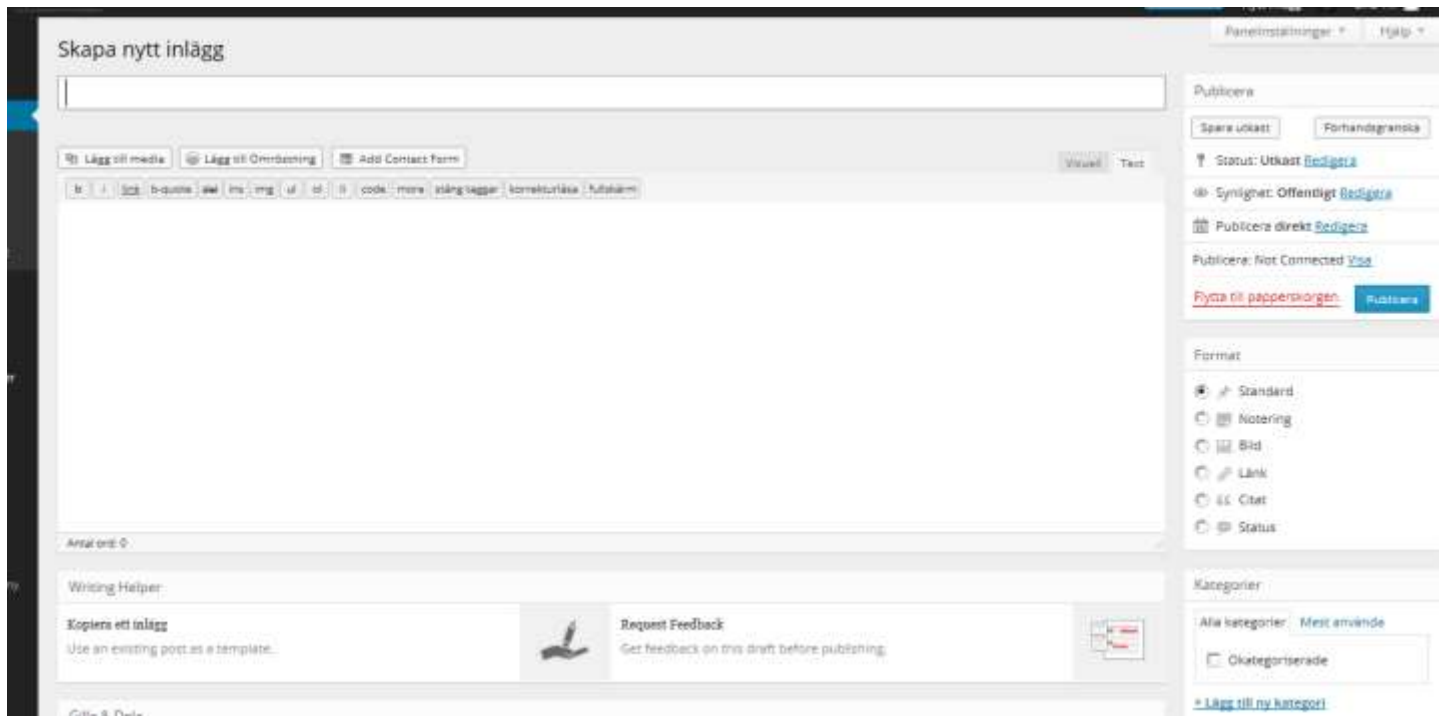 Panelinställningar
Hjälp
Skapa nytt inlägg
Lägg till media
Lägg till Omröstning
Add Contact Form
Visuell
Text
b i link b-quote del ins img ul ol li code more stäng taggar korrekturläsa fullskärm
Antal ord: 0
Writing Helper
Kopiera ett inlägg
Use an existing post as a template.
Request Feedback
Get feedback on this draft before publishing.
Publicera
Spara utkast
Förhandsgranska
Status: Utkast Redigera
Synlighet: Offentligt Redigera
Publicera direkt Redigera
Publicera: Not Connected Visa
Flytta till papperskorgen
Publicera
Format
Standard
Notering
Bild
Länk
Citat
Status
Kategorier
Alla kategorier
Mest använde
Okategoriserade
+ Lägg till ny kategori